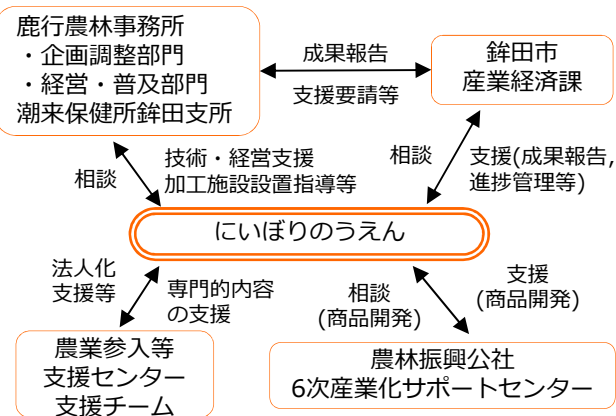 鹿行農林事務所
・企画調整部門
・経営・普及部門
潮来保健所鉾田支所
成果報告
支援要請等
鉾田市
産業経済課
相談
技術・経営支援
加工施設設置指導等
相談
支援(成果報告,
進捗管理等)
にいぼりのうえん
法人化
支援等
専門的内容
の支援
相談
(商品開発)
支援
(商品開発)
農業参入等
支援センター
支援チーム
農林振興公社
6次産業化サポートセンター